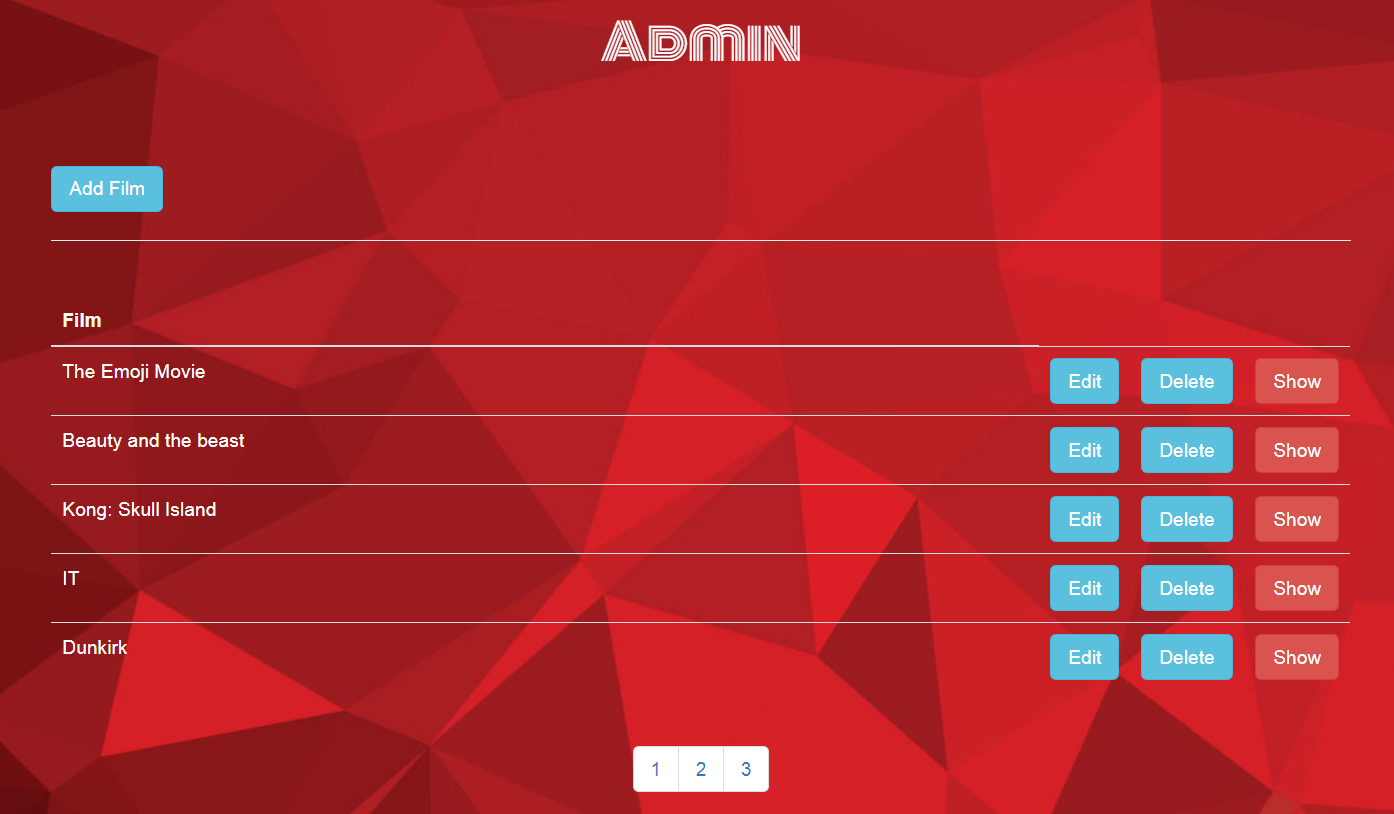 Admin
Add Film
Film
The Emoji Movie Edit Delete Show
Beauty and the beast Edit Delete Show
Kong: Skull Island Edit Delete Show
IT Edit Delete Show
Dunkirk Edit Delete Show
1 2 3